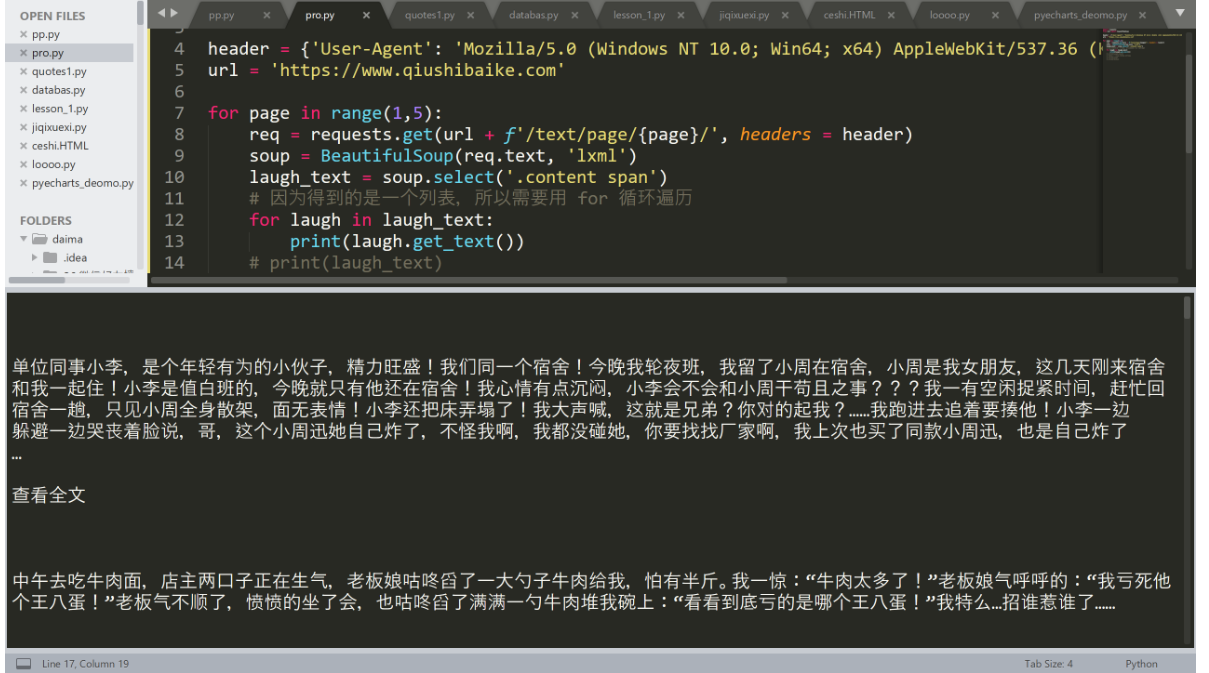 OPEN FILES
× pp.py
× pro.py
× quotes1.py
× databas.py
× lesson_1.py
× jiqixuexi.py
× ceshi.HTML
× loooo.py
× pyecharts_deomo.py
FOLDERS
daima
.idea
pp.py × pro.py × quotes1.py × databas.py × lesson_1.py × jiqixuexi.py × ceshi.HTML × loooo.py × pyecharts_deomo.py ×
4 header = {'User-Agent': 'Mozilla/5.0 (Windows NT 10.0; Win64; x64) AppleWebKit/537.36 (
5 url = 'https://www.qiushibaike.com'
6
7 for page in range(1,5):
8 req = requests.get(url + f'/text/page/{page}/', headers = header)
9 soup = BeautifulSoup(req.text, 'lxml')
10 laugh_text = soup.select('.content span')
11 # 因为得到的是一个列表, 所以需要用 for 循环遍历
12 for laugh in laugh_text:
13 print(laugh.get_text())
14 # print(laugh_text)
单位同事小李，是个年轻有为的小伙子，精力旺盛！我们同一个宿舍！今晚我轮夜班，我留了小周在宿舍，小周是我女朋友，这几天刚来宿舍
和我一起住！小李是值白班的，今晚就只有他还在宿舍！我心情有点沉闷，小李会不会和小周干苟且之事？？？我一有空闲捉紧时间，赶忙回
宿舍一趟，只见小周全身散架，面无表情！小李还把床弄塌了！我大声喊，这就是兄弟？你对的起我？……我跑进去追着要揍他！小李一边
躲避一边哭丧着脸说，哥，这个小周迅她自己炸了，不怪我啊，我都没碰她，你要找找厂家啊，我上次也买了同款小周迅，也是自己炸了
…
查看全文
中午去吃牛肉面，店主两口子正在生气，老板娘咕咚舀了一大勺子牛肉给我，怕有半斤。我一惊：“牛肉太多了！”老板娘气呼呼的：“我亏死他
个王八蛋！”老板气不顺了，愤愤的坐了会，也咕咚舀了满满一勺牛肉堆我碗上：“看看到底亏的是哪个王八蛋！”我特么…招谁惹谁了……
Line 17, Column 19
Tab Size: 4
Python